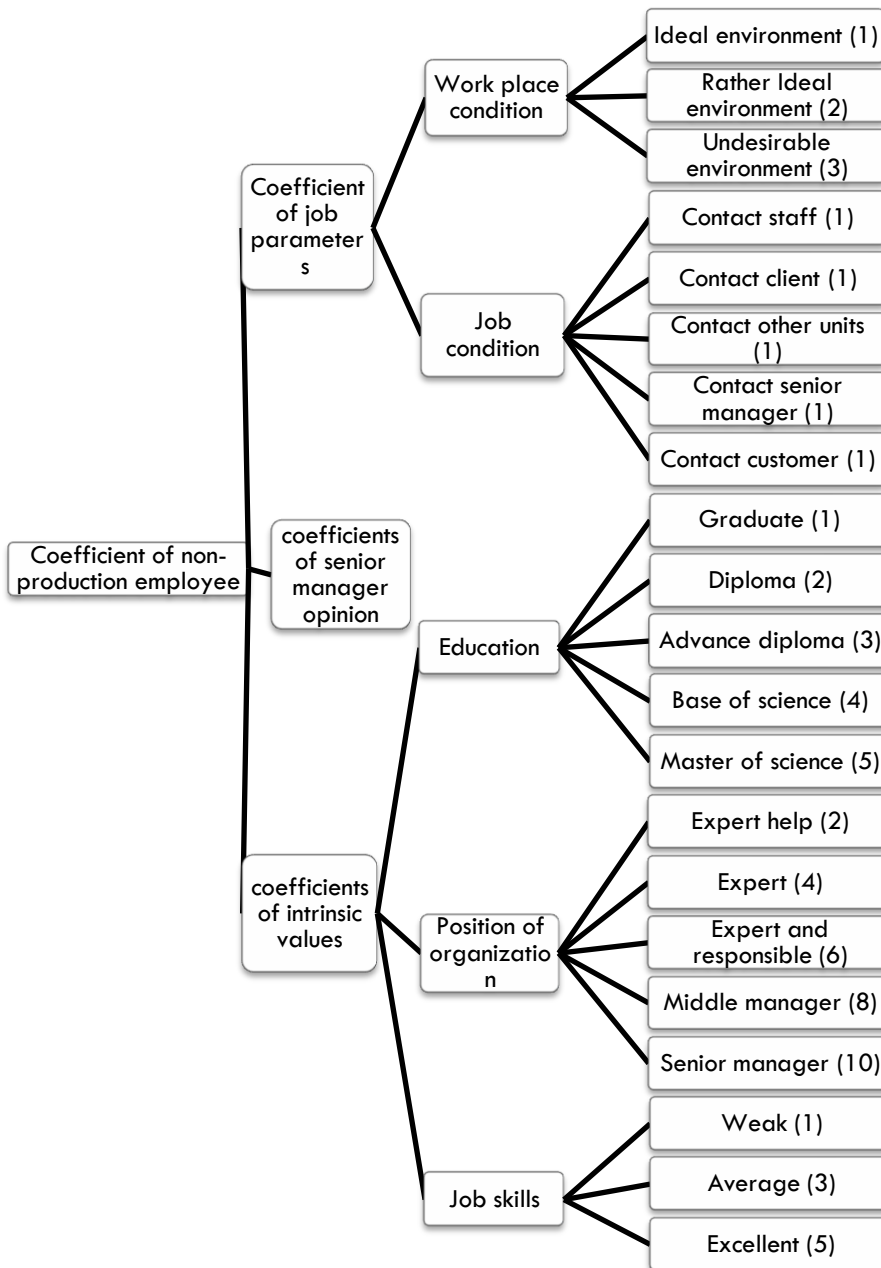 Coefficient of non-
production employee
Coefficient
of job
parameter
s
Work place
condition
Ideal environment (1)
Rather Ideal
environment (2)
Undesirable
environment (3)
Job
condition
Contact staff (1)
Contact client (1)
Contact other units
(1)
Contact senior
manager (1)
Contact customer (1)
coefficients
of senior
manager
opinion
coefficients
of intrinsic
values
Education
Graduate (1)
Diploma (2)
Advance diploma (3)
Base of science (4)
Master of science (5)
Position of
organizatio
n
Expert help (2)
Expert (4)
Expert and
responsible (6)
Middle manager (8)
Senior manager (10)
Job skills
Weak (1)
Average (3)
Excellent (5)